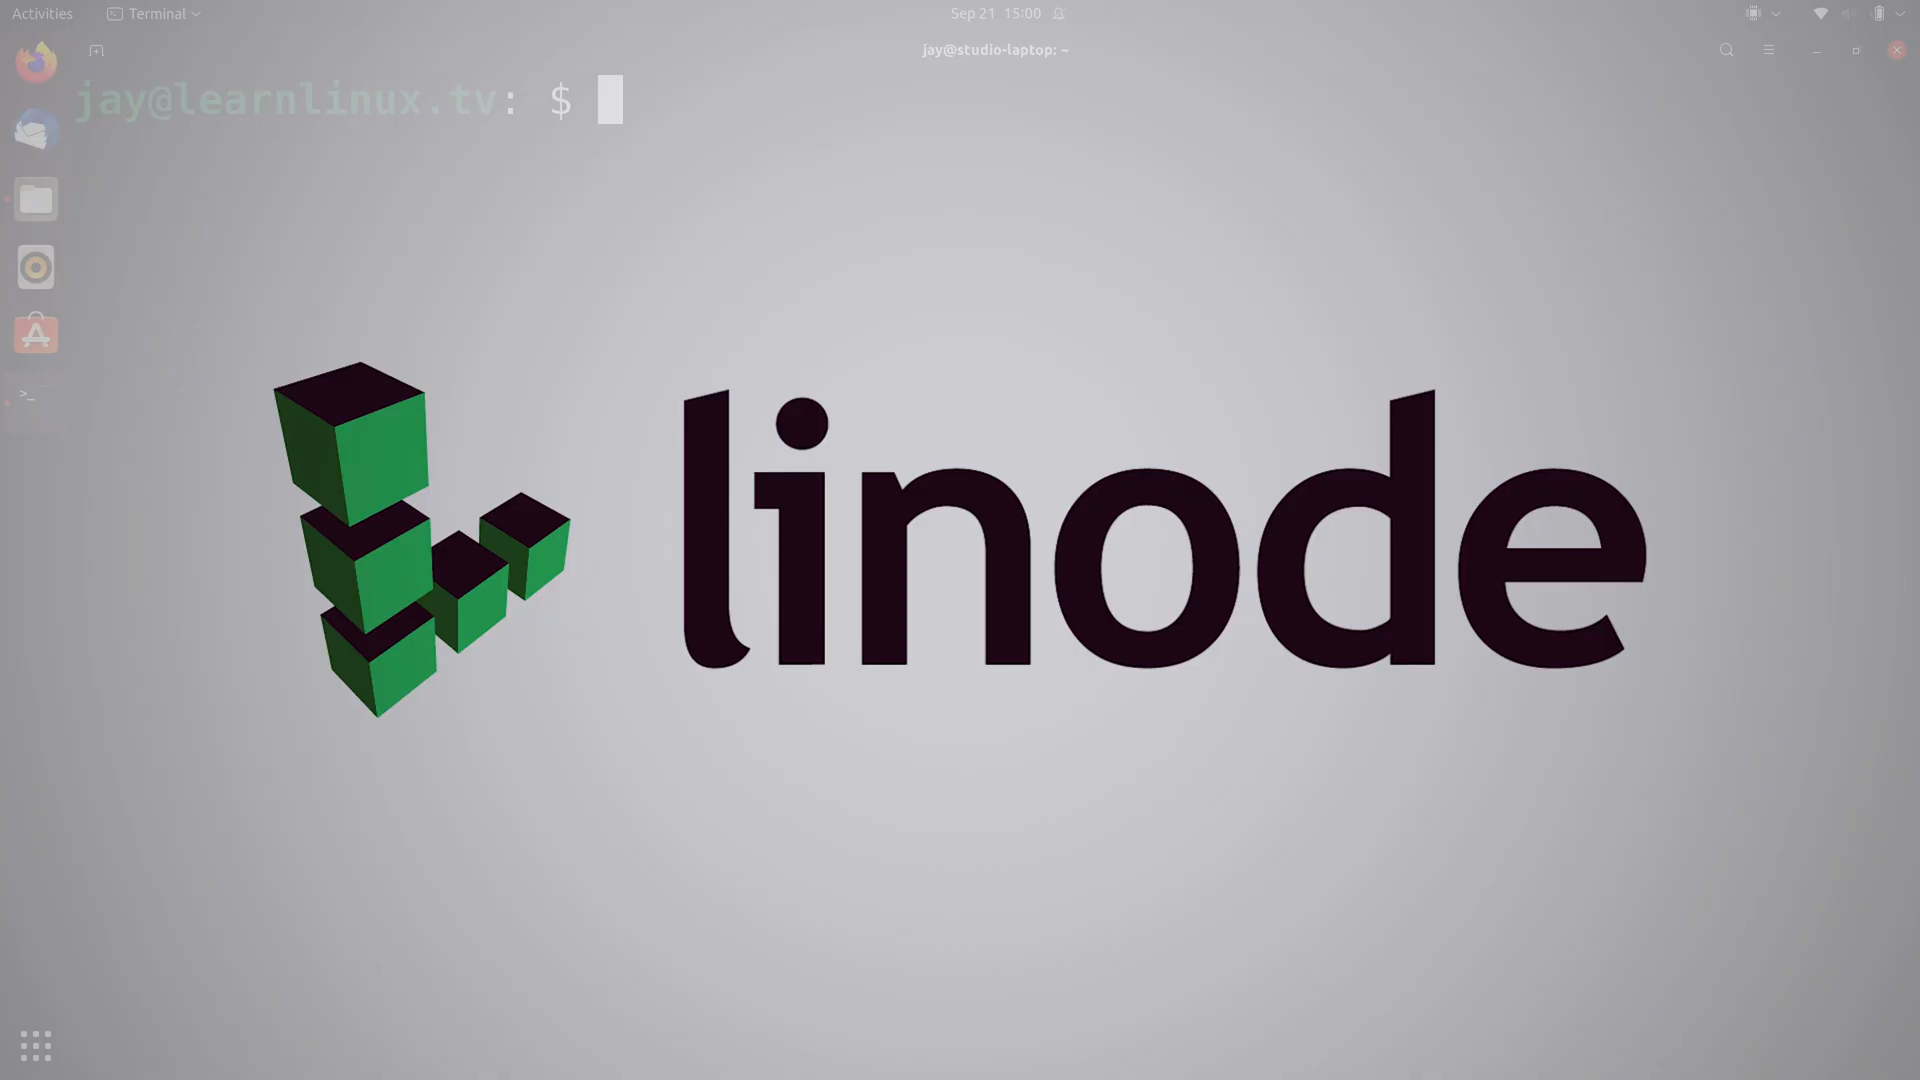 Activities
Terminal
Sep 21 15:00
jay@studio-laptop: ~
jay@learnlinux.tv: $
>_
linode